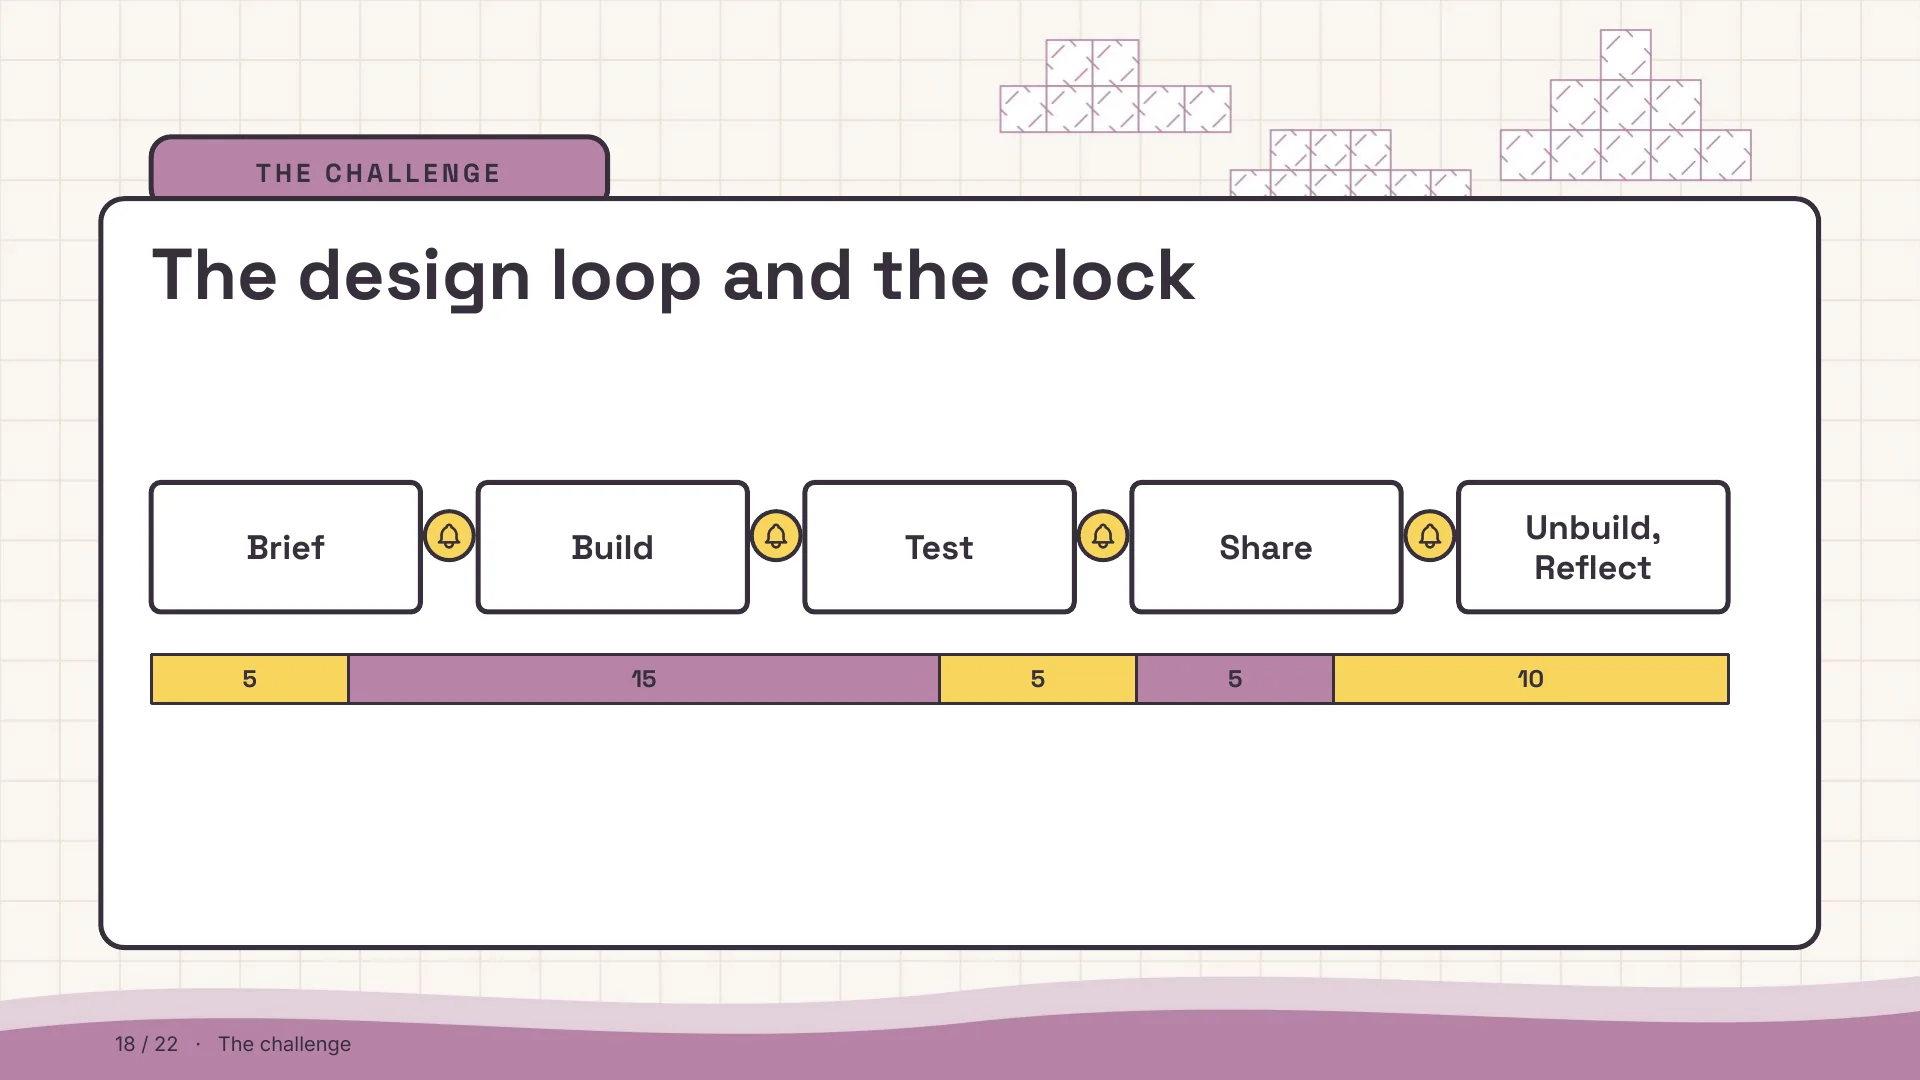 THE CHALLENGE
The design loop and the clock
Brief
Build
Test
Share
Unbuild,
Reflect
5
15
5
5
10
18 / 22 · The challenge